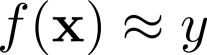 f(𝐱) ≈ y